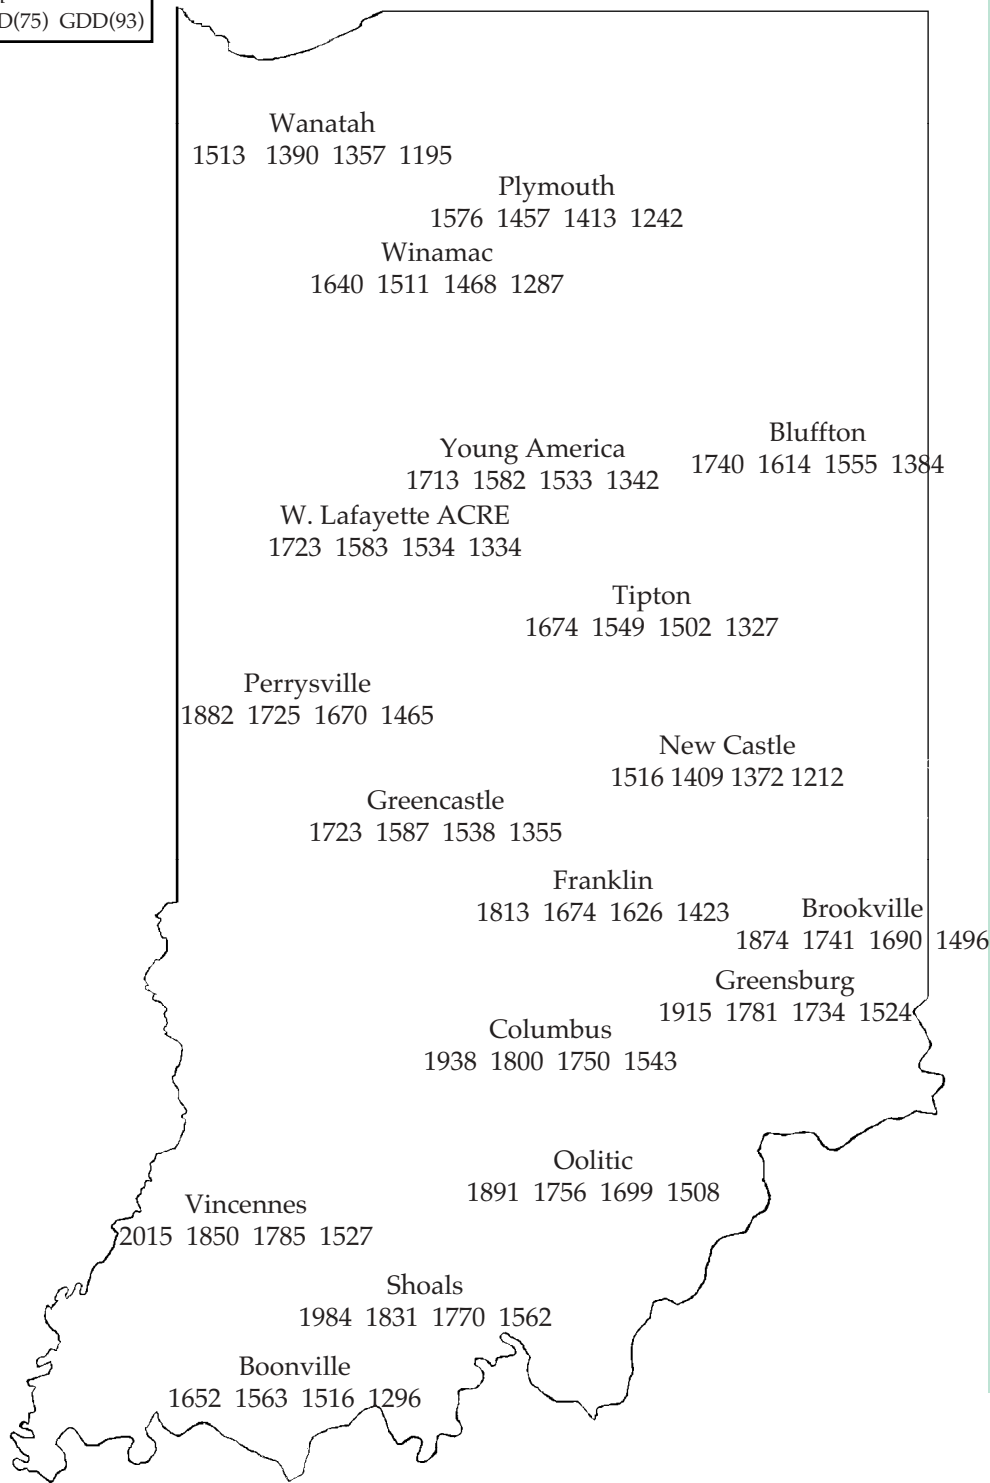 GDD(93)
Wanatah
1513 1390 1357 1195
Plymouth
1576 1457 1413 1242
Winamac
1640 1511 1468 1287
Bluffton
1740 1614 1555 1384
Young America
1713 1582 1533 1342
W. Lafayette ACRE
1723 1583 1534 1334
Tipton
1674 1549 1502 1327
Perrysville
1882 1725 1670 1465
New Castle
1516 1409 1372 1212
Greencastle
1723 1587 1538 1355
Franklin
1813 1674 1626 1423
Brookville
1874 1741 1690 1496
Greensburg
1915 1781 1734 1524
Columbus
1938 1800 1750 1543
Oolitic
1891 1756 1699 1508
Vincennes
2015 1850 1785 1527
Shoals
1984 1831 1770 1562
Boonville
1652 1563 1516 1296